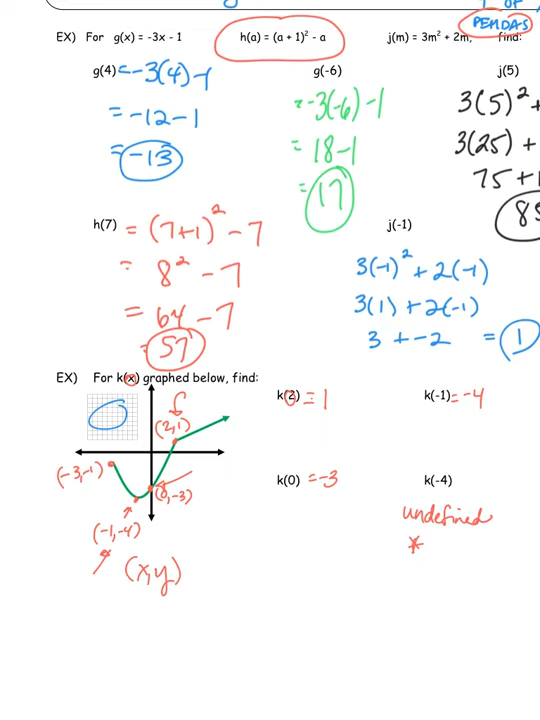 PEMDAS
EX) For g(x) = -3x - 1 h(a) = (a + 1)² - a j(m) = 3m² + 2m, find:
g(4) = -3(4) - 1
= -12 - 1
= -13
g(-6)
= -3(-6) - 1
= 18 - 1
= 17
j(5)
3(5)² +
3(25) +
75 + 1
85
h(7) = (7+1)² - 7
= 8² - 7
= 64 - 7
= 57
j(-1)
3(-1)² + 2(-1)
3(1) + 2(-1)
3 + -2 = 1
EX) For k(x) graphed below, find:
(2, 1)
(-3, -1)
(0, -3)
(-1, -4)
(x, y)
k(2) = 1
k(-1) = -4
k(0) = -3
k(-4)
undefined
*